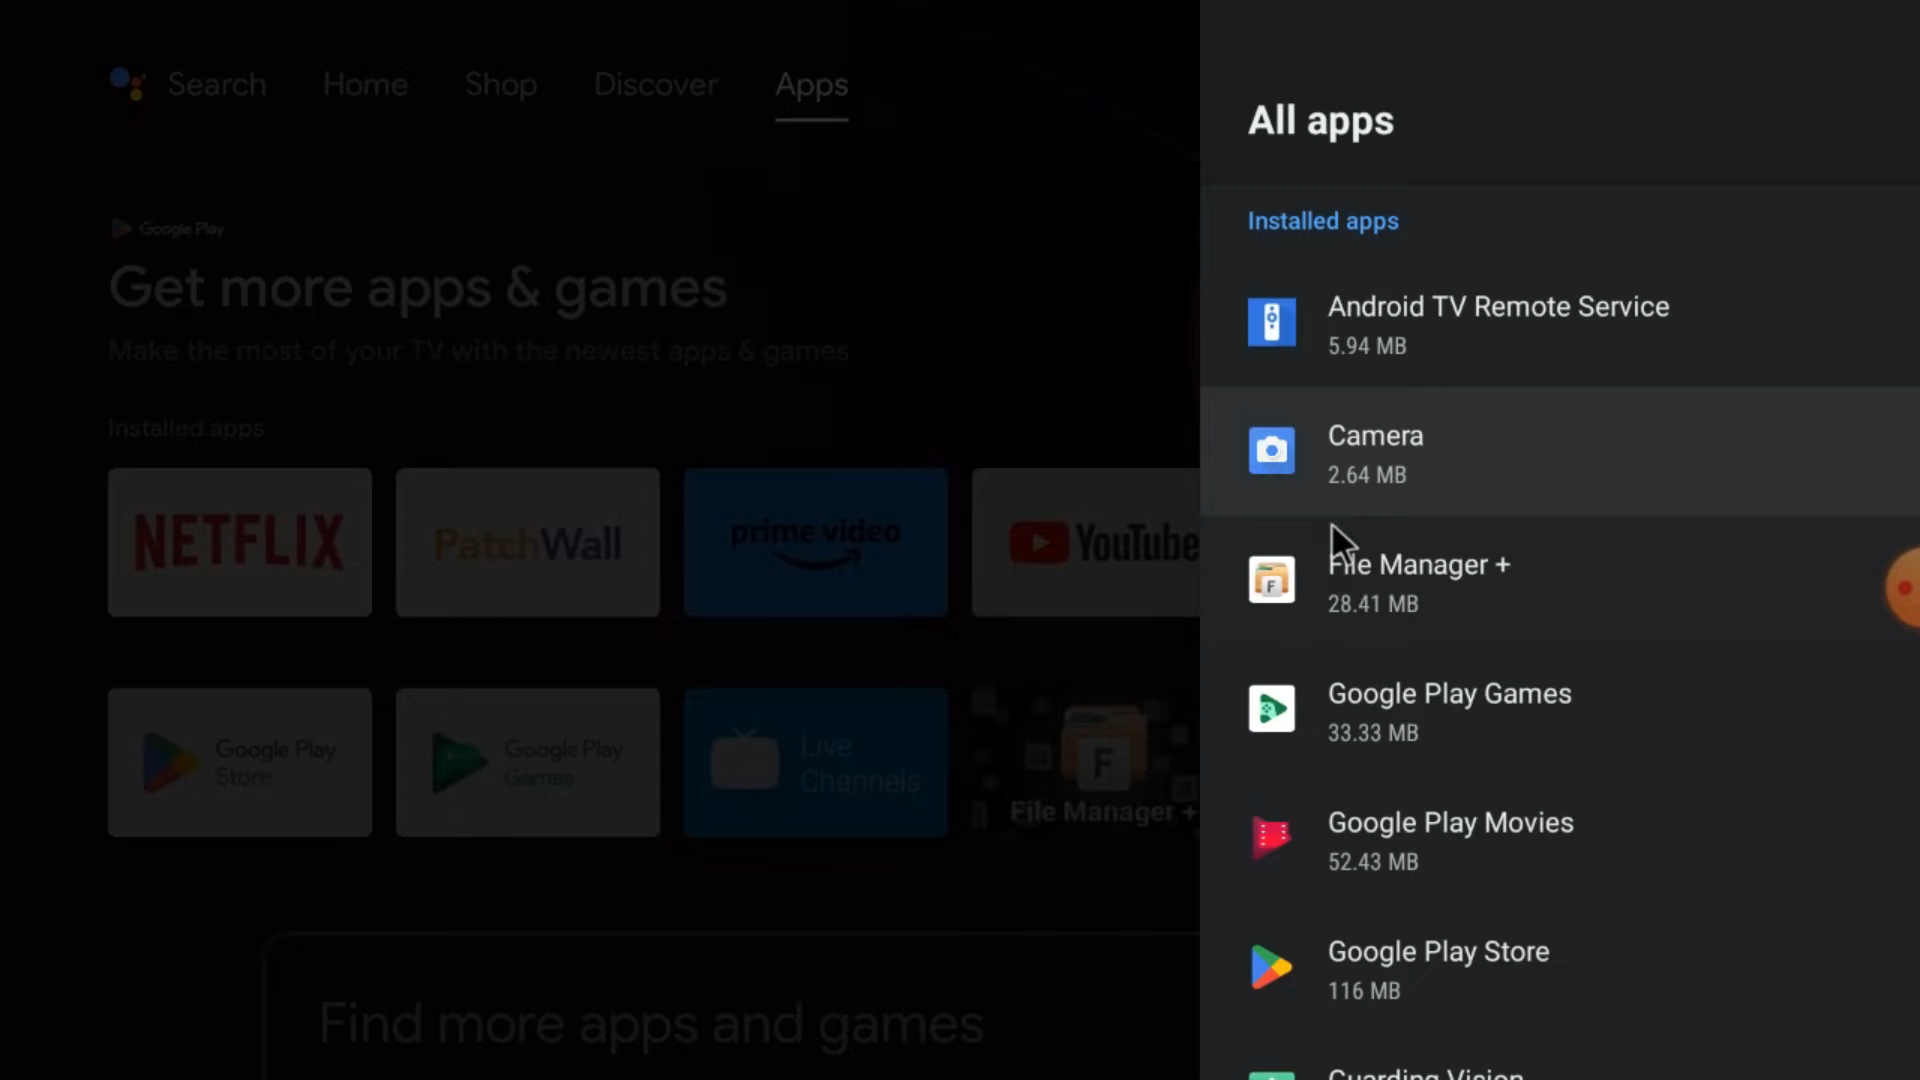 Search Home Shop Discover Apps
Google Play
Get more apps & games
Make the most of your TV with the newest apps & games
Installed apps
NETFLIX
PatchWall
prime video
YouTube
Google Play
Store
Google Play
Games
Live
Channels
F
File Manager +
Find more apps and games
All apps
Installed apps
Android TV Remote Service
5.94 MB
Camera
2.64 MB
F
File Manager +
28.41 MB
Google Play Games
33.33 MB
Google Play Movies
52.43 MB
Google Play Store
116 MB
Guarding Vision